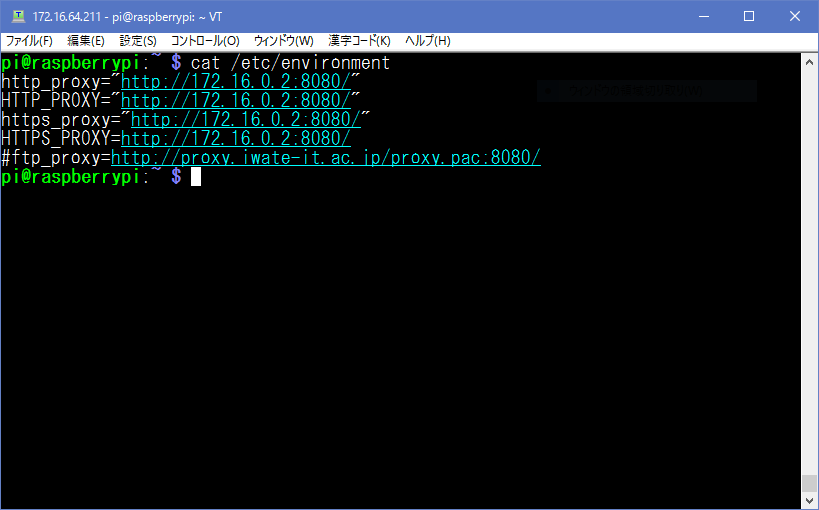 172.16.64.211 - pi@raspberrypi: ~ VT
ファイル(F) 編集(E) 設定(S) コントロール(O) ウィンドウ(W) 漢字コード(K) ヘルプ(H)
pi@raspberrypi:~ $ cat /etc/environment
http_proxy="http://172.16.0.2:8080/"
HTTP_PROXY="http://172.16.0.2:8080/"
https_proxy="http://172.16.0.2:8080/"
HTTPS_PROXY=http://172.16.0.2:8080/
#ftp_proxy=http://proxy.iwate-it.ac.jp/proxy.pac:8080/
pi@raspberrypi:~ $